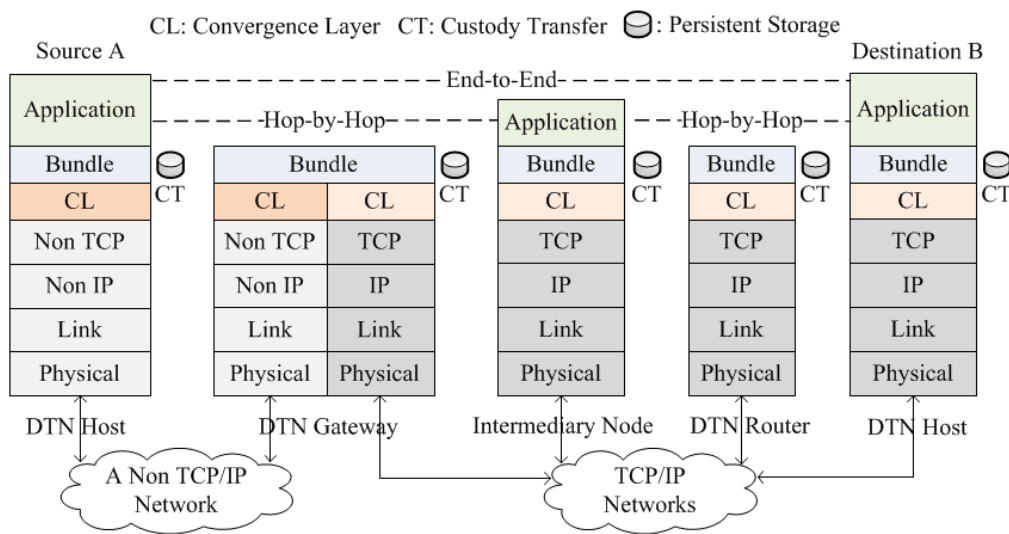 CL: Convergence Layer CT: Custody Transfer : Persistent Storage
Source A
Destination B
End-to-End
Application
Application
Hop-by-Hop
Application
Hop-by-Hop
Bundle
Bundle
Bundle
Bundle
Bundle
CT
CT
CT
CT
CT
CL
CL
CL
CL
CL
CL
Non TCP
Non TCP
TCP
TCP
TCP
TCP
Non IP
Non IP
IP
IP
IP
IP
Link
Link
Link
Link
Link
Link
Physical
Physical
Physical
Physical
Physical
Physical
DTN Host
DTN Gateway
Intermediary Node
DTN Router
DTN Host
A Non TCP/IP
Network
TCP/IP
Networks